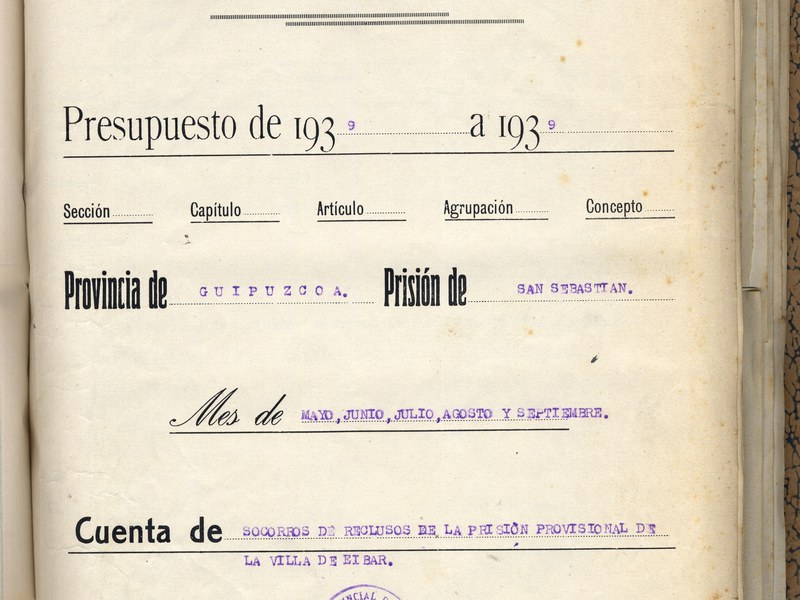 Presupuesto de 1939 a 1939
Sección Capítulo Artículo Agrupación Concepto
Provincia de GUIPUZCOA. Prisión de SAN SEBASTIAN.
Mes de MAYO,JUNIO,JULIO,AGOSTO Y SEPTIEMBRE.
Cuenta de SOCORROS DE RECLUSOS DE LA PRISIÓN PROVISIONAL DE
LA VILLA DE EIBAR.